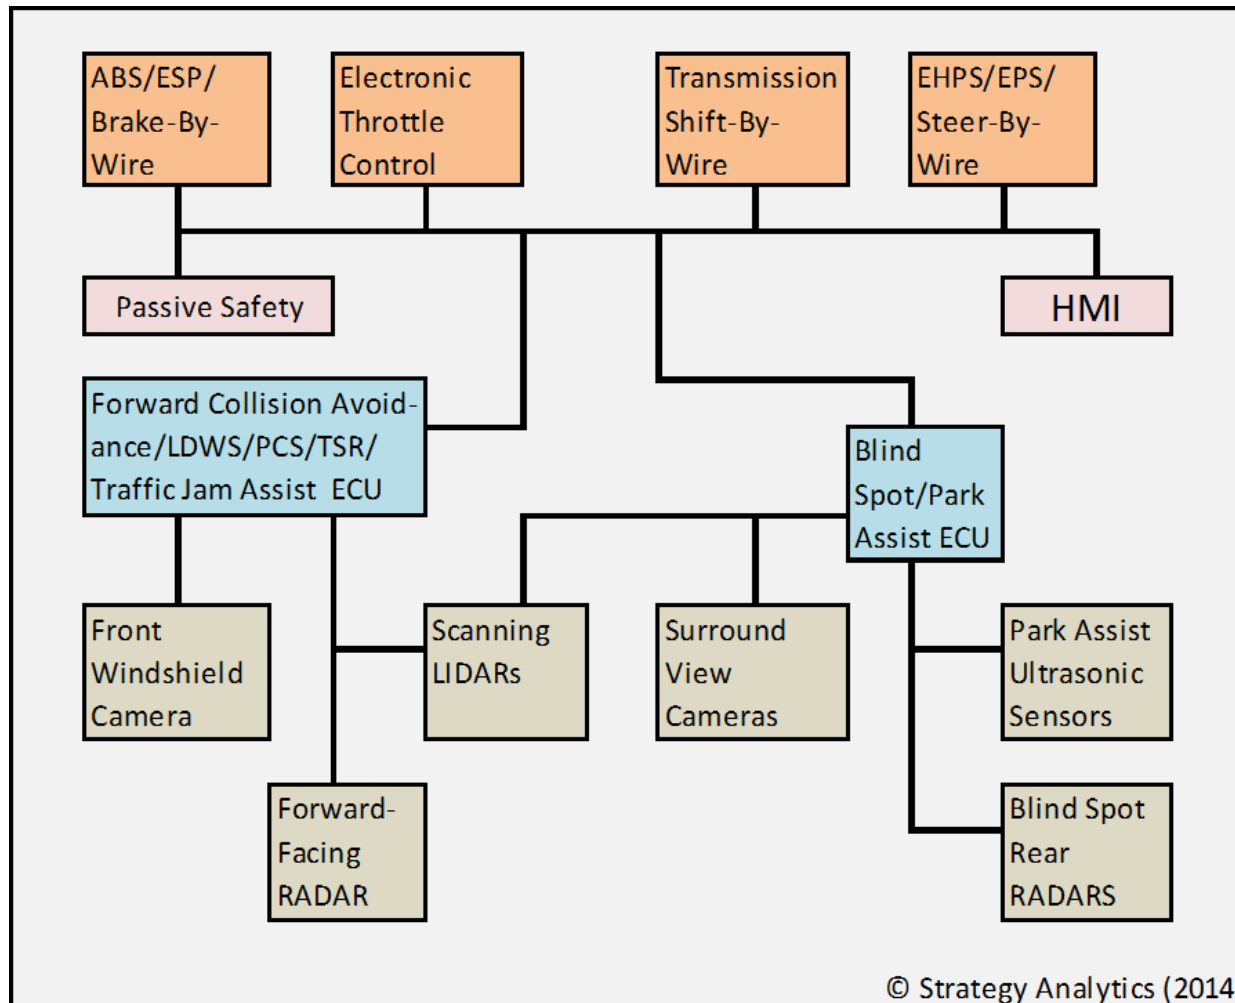 ABS/ESP/
Brake-By-
Wire
Electronic
Throttle
Control
Transmission
Shift-By-
Wire
EHPS/EPS/
Steer-By-
Wire
Passive Safety
HMI
Forward Collision Avoid-
ance/LDWS/PCS/TSR/
Traffic Jam Assist ECU
Blind
Spot/Park
Assist ECU
Front
Windshield
Camera
Scanning
LIDARs
Surround
View
Cameras
Park Assist
Ultrasonic
Sensors
Forward-
Facing
RADAR
Blind Spot
Rear
RADARS
© Strategy Analytics (2014